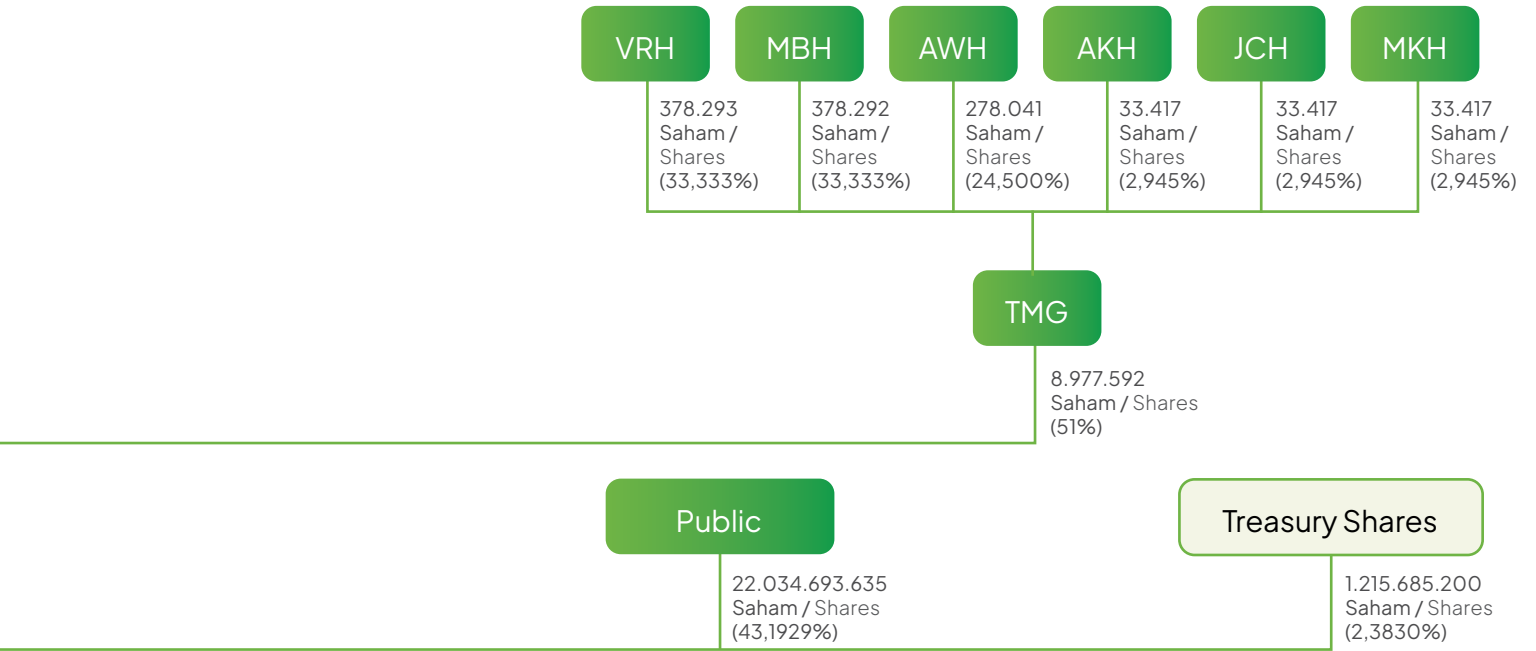 VRH
MBH
AWH
AKH
JCH
MKH
378.293
Saham /
Shares
(33,333%)
378.292
Saham /
Shares
(33,333%)
278.041
Saham /
Shares
(24,500%)
33.417
Saham /
Shares
(2,945%)
33.417
Saham /
Shares
(2,945%)
33.417
Saham /
Shares
(2,945%)
TMG
8.977.592
Saham / Shares
(51%)
Public
Treasury Shares
22.034.693.635
Saham / Shares
(43,1929%)
1.215.685.200
Saham / Shares
(2,3830%)